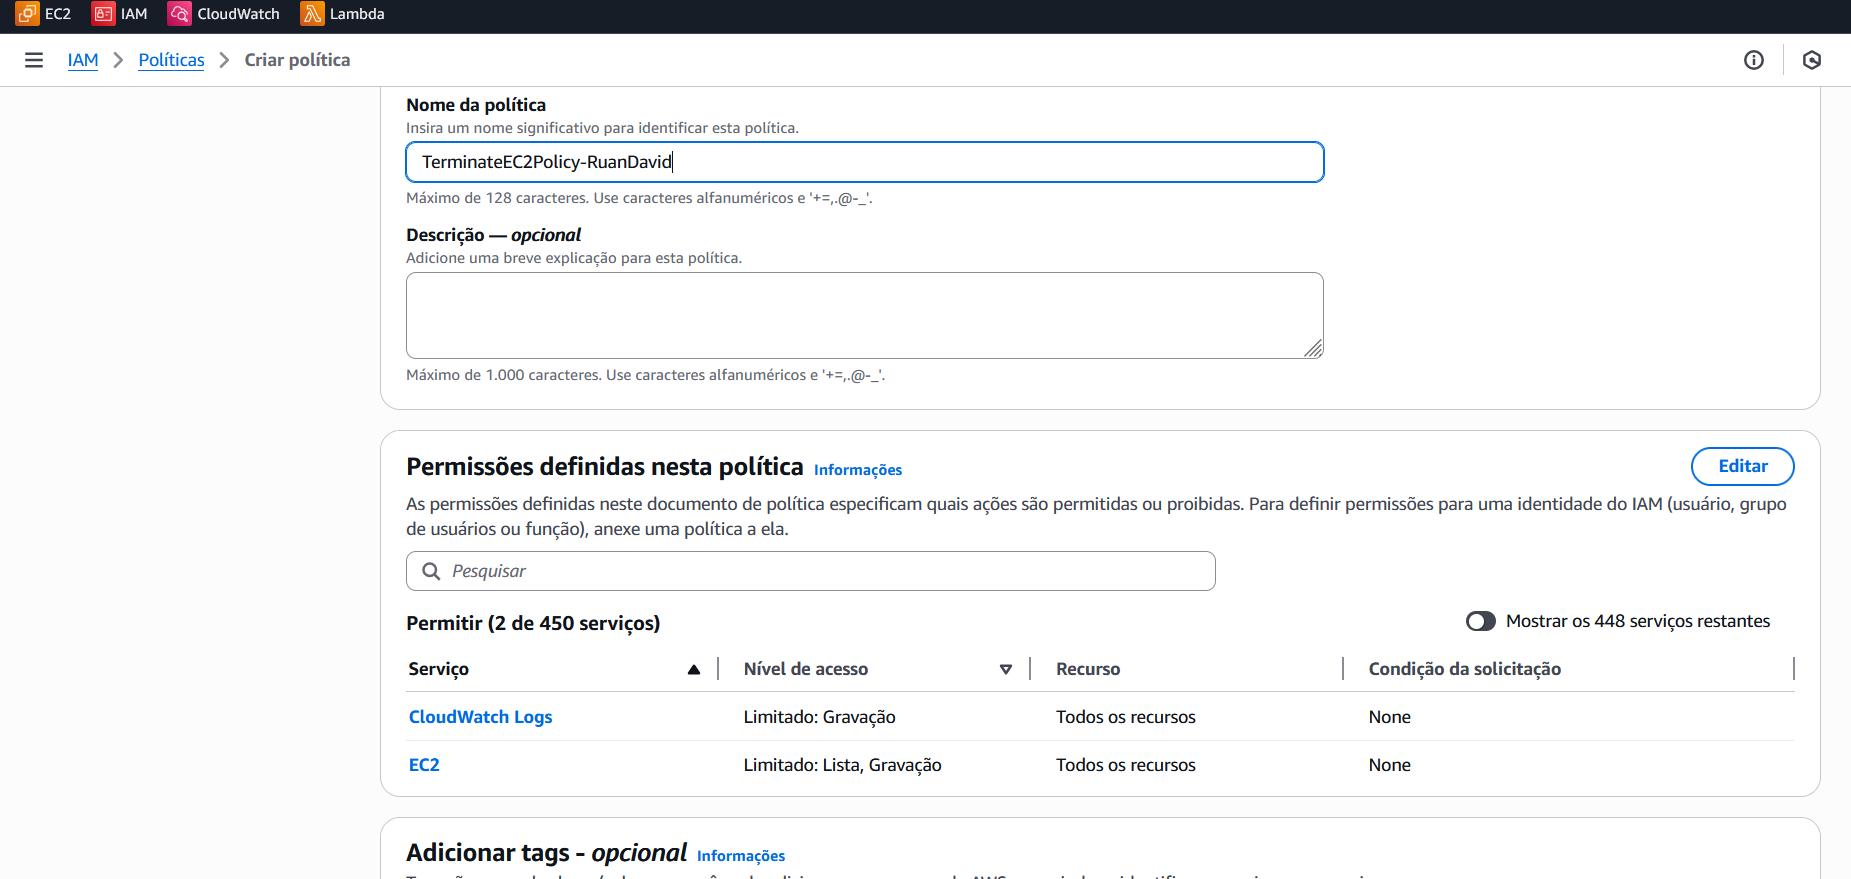 EC2 IAM CloudWatch Lambda
IAM Políticas Criar política
Nome da política
Insira um nome significativo para identificar esta política.
TerminateEC2Policy-RuanDavid
Máximo de 128 caracteres. Use caracteres alfanuméricos e '+=,.@-_'.
Descrição — opcional
Adicione uma breve explicação para esta política.
Máximo de 1.000 caracteres. Use caracteres alfanuméricos e '+=,.@-_'.
Permissões definidas nesta política Informações
Editar
As permissões definidas neste documento de política especificam quais ações são permitidas ou proibidas. Para definir permissões para uma identidade do IAM (usuário, grupo
de usuários ou função), anexe uma política a ela.
Pesquisar
Permitir (2 de 450 serviços)
Mostrar os 448 serviços restantes
Serviço Nível de acesso Recurso Condição da solicitação
CloudWatch Logs Limitado: Gravação Todos os recursos None
EC2 Limitado: Lista, Gravação Todos os recursos None
Adicionar tags - opcional Informações